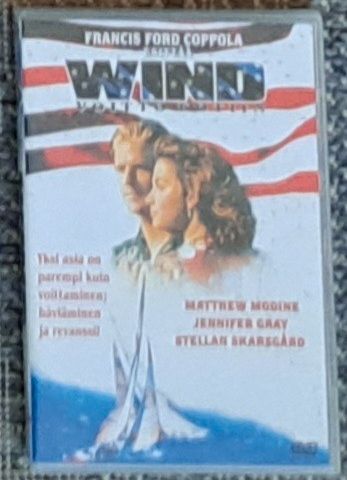 FRANCIS FORD COPPOLA
WIND
Yksi asia on
parempi kuin
voittaminen;
häviäminen
ja revanssi!
MATTHEW MODINE
JENNIFER GRAY
STELLAN SKARSGÅRD